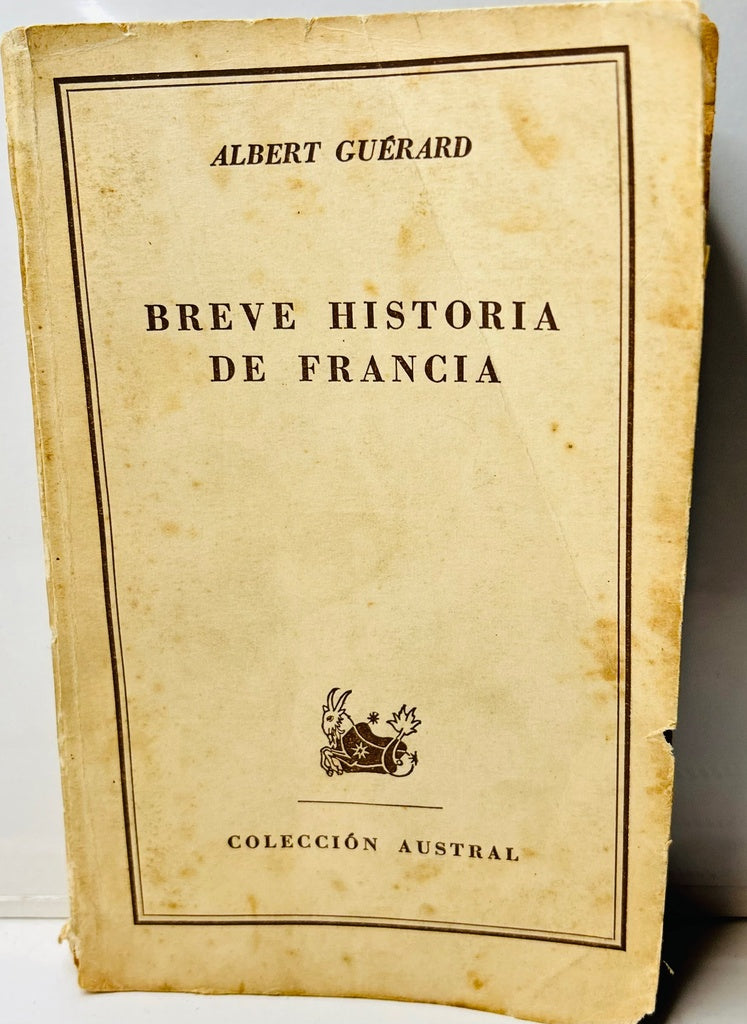 ALBERT GUÉRARD
BREVE HISTORIA
DE FRANCIA
COLECCIÓN AUSTRAL